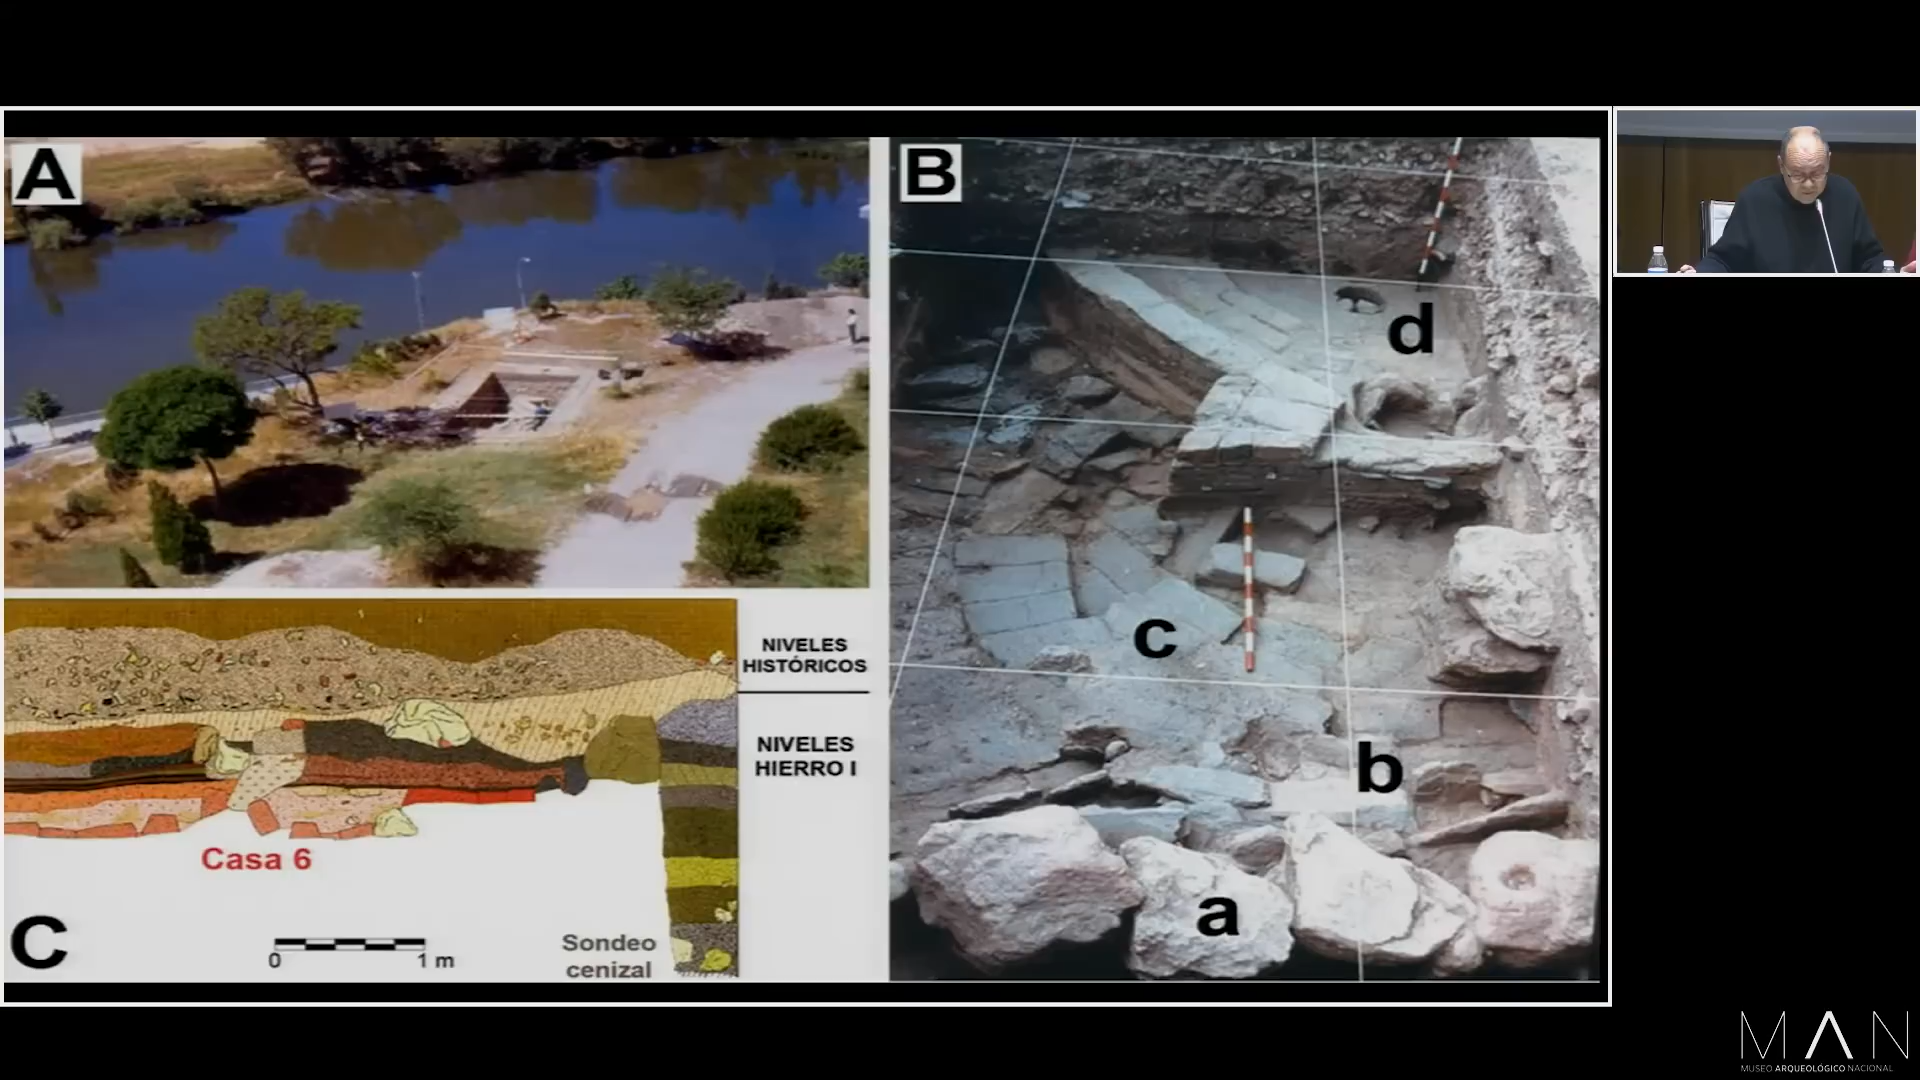 A
B
d
c
b
a
NIVELES
HISTÓRICOS
NIVELES
HIERRO I
Casa 6
C
0
1 m
Sondeo
cenizal
MAN
MUSEO ARQUEOLÓGICO NACIONAL